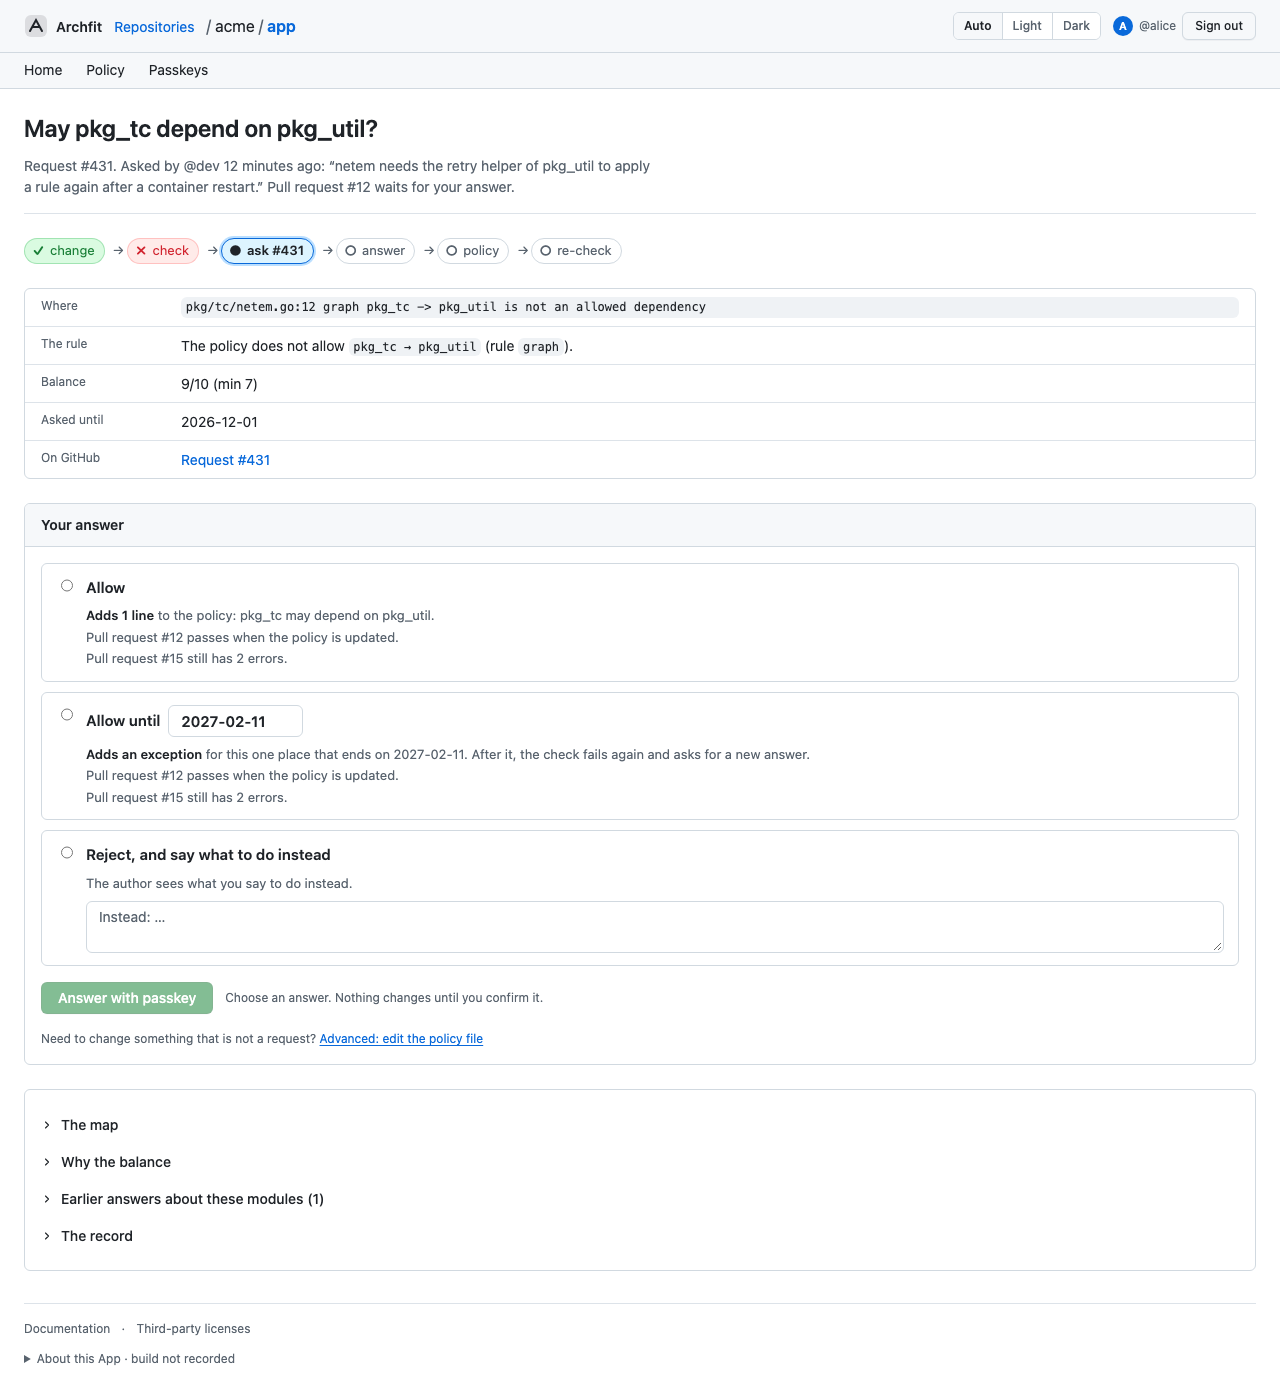 Archfit Repositories / acme / app Auto Light Dark A @alice Sign out
Home Policy Passkeys
May pkg_tc depend on pkg_util?
Request #431. Asked by @dev 12 minutes ago: “netem needs the retry helper of pkg_util to apply
a rule again after a container restart.” Pull request #12 waits for your answer.
change → check → ask #431 → answer → policy → re-check
Where pkg/tc/netem.go:12 graph pkg_tc —> pkg_util is not an allowed dependency
The rule The policy does not allow pkg_tc → pkg_util (rule graph ).
Balance 9/10 (min 7)
Asked until 2026-12-01
On GitHub Request #431
Your answer
Allow
Adds 1 line to the policy: pkg_tc may depend on pkg_util.
Pull request #12 passes when the policy is updated.
Pull request #15 still has 2 errors.
Allow until 2027-02-11
Adds an exception for this one place that ends on 2027-02-11. After it, the check fails again and asks for a new answer.
Pull request #12 passes when the policy is updated.
Pull request #15 still has 2 errors.
Reject, and say what to do instead
The author sees what you say to do instead.
Instead: ...
Answer with passkey Choose an answer. Nothing changes until you confirm it.
Need to change something that is not a request? Advanced: edit the policy file
The map
Why the balance
Earlier answers about these modules (1)
The record
Documentation · Third-party licenses
About this App · build not recorded